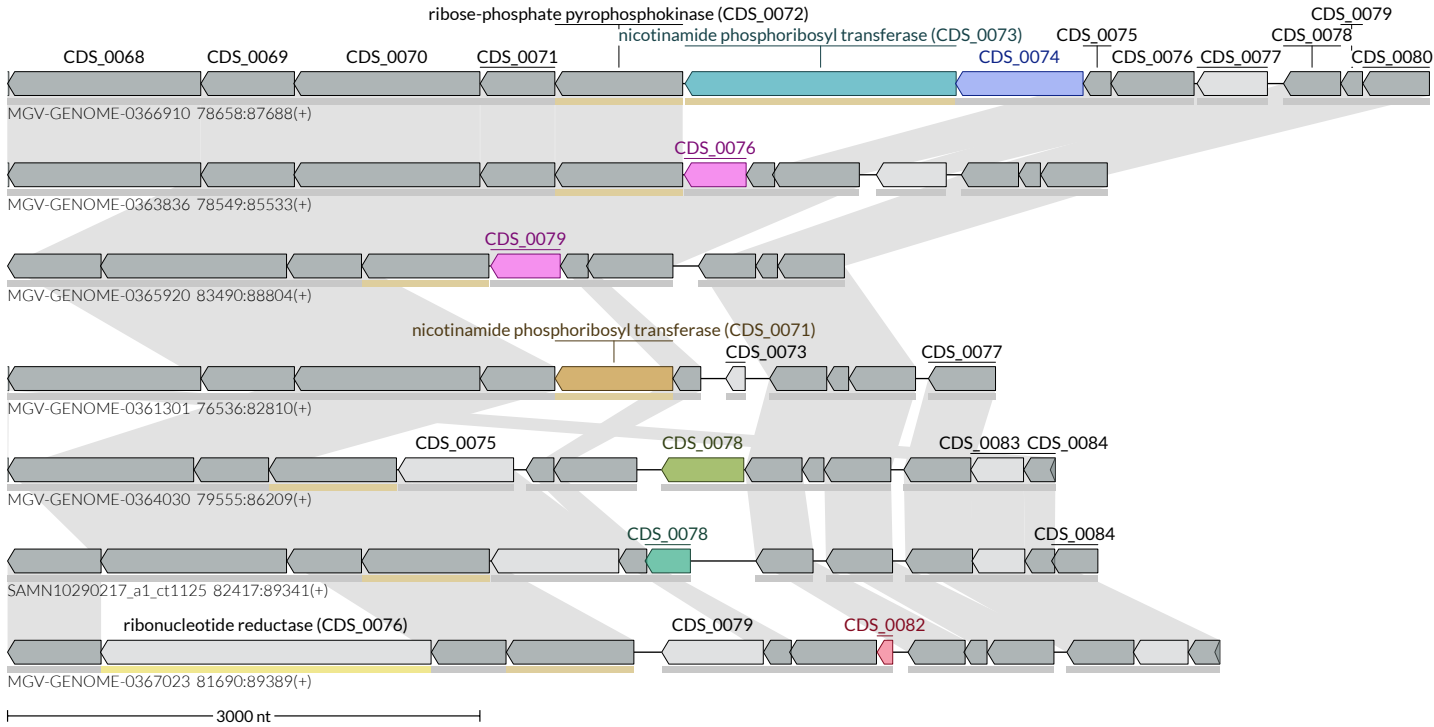 CDS_0079
ribose-phosphate pyrophosphokinase (CDS_0072)
nicotinamide phosphoribosyl transferase (CDS_0073) CDS_0075 CDS_0078
CDS_0068 CDS_0069 CDS_0070 CDS_0071 CDS_0074 CDS_0076 CDS_0077 CDS_0080
MGV-GENOME-0366910 78658:87688(+)
CDS_0076
MGV-GENOME-0363836 78549:85533(+)
CDS_0079
MGV-GENOME-0365920 83490:88804(+)
nicotinamide phosphoribosyl transferase (CDS_0071)
CDS_0073 CDS_0077
MGV-GENOME-0361301 76536:82810(+)
CDS_0075 CDS_0078 CDS_0083 CDS_0084
MGV-GENOME-0364030 79555:86209(+)
CDS_0078 CDS_0084
SAMN10290217_a1_ct1125 82417:89341(+)
ribonucleotide reductase (CDS_0076) CDS_0079 CDS_0082
MGV-GENOME-0367023 81690:89389(+)
3000 nt